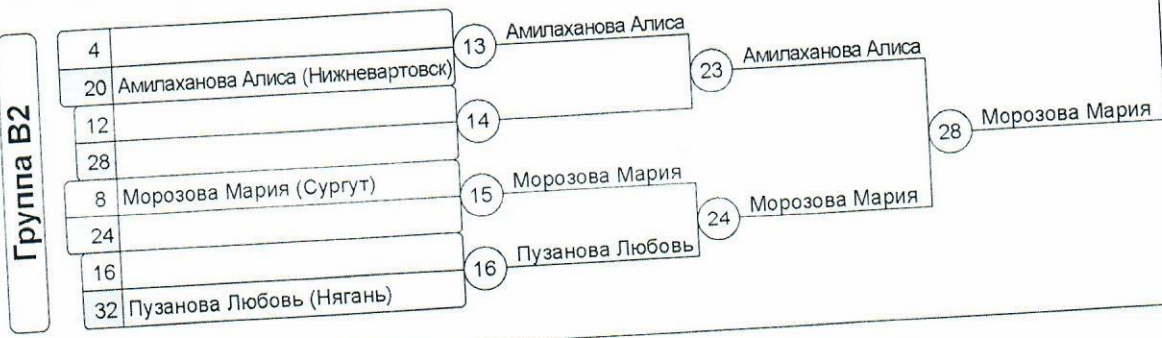 Группа B2
4
20 Амилаханова Алиса (Нижневартовск)
12
28
8 Морозова Мария (Сургут)
24
16
32 Пузанова Любовь (Нягань)
13 Амилаханова Алиса
14
15 Морозова Мария
16 Пузанова Любовь
23 Амилаханова Алиса
24 Морозова Мария
28 Морозова Мария